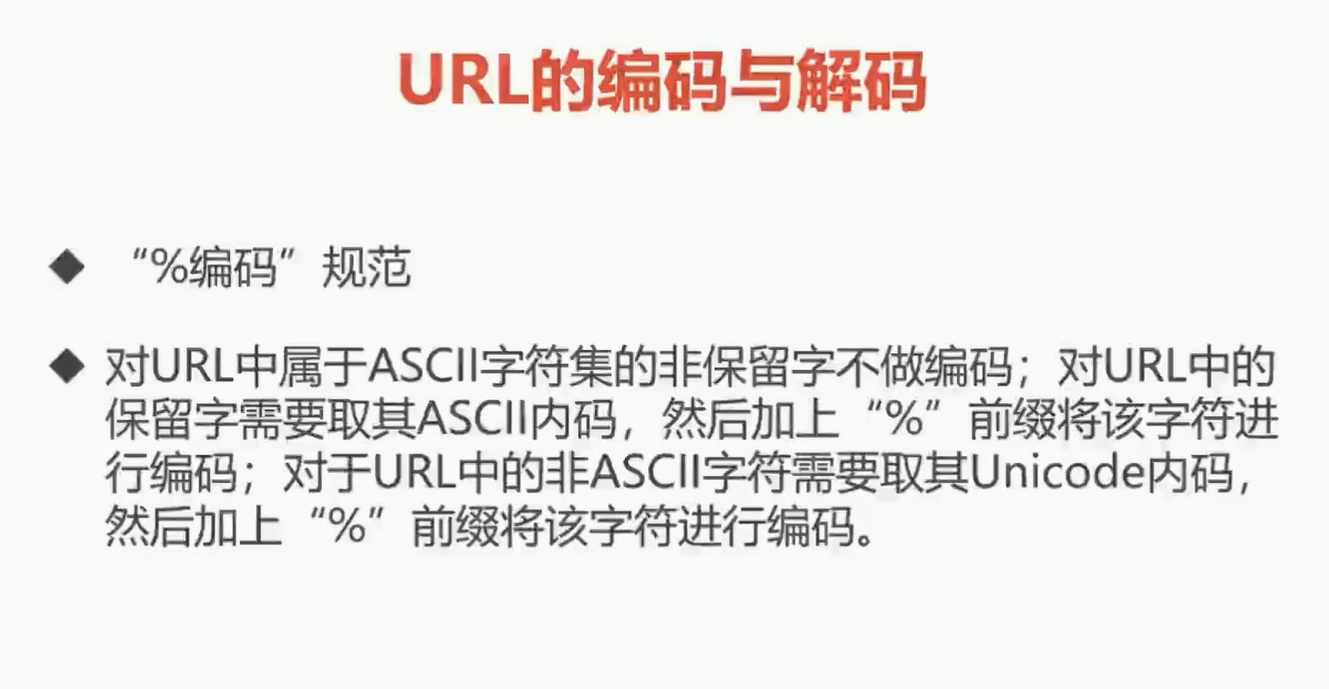 URL的编码与解码
◆ “%编码”规范
◆ 对URL中属于ASCII字符集的非保留字不做编码；对URL中的
保留字需要取其ASCII内码，然后加上“%”前缀将该字符进
行编码；对于URL中的非ASCII字符需要取其Unicode内码，
然后加上“%”前缀将该字符进行编码。